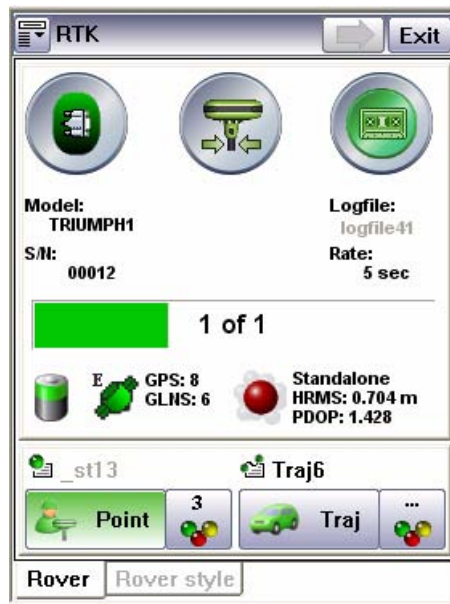 RTK
Exit
Model:
TRIUMPH1
S/N:
00012
Logfile:
logfile41
Rate:
5 sec
1 of 1
E
GPS: 8
GLNS: 6
Standalone
HRMS: 0.704 m
PDOP: 1.428
_st13
Traj6
Point
3
Traj
...
Rover
Rover style